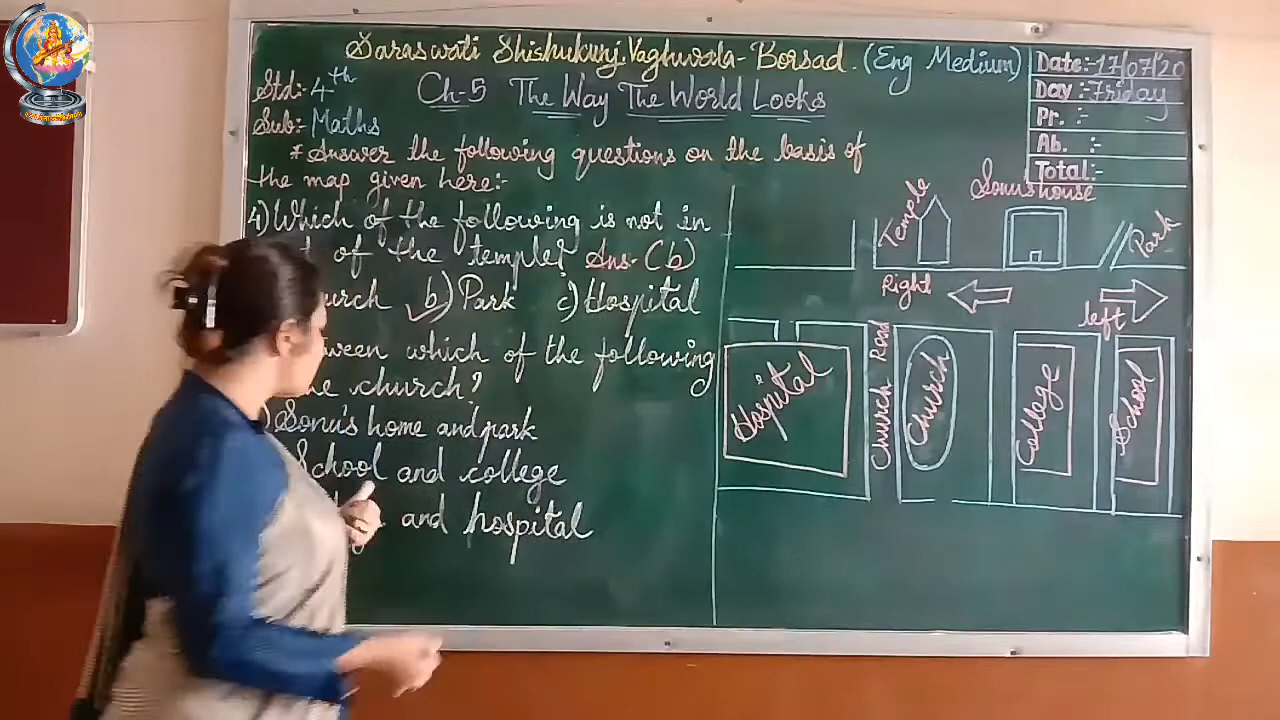 Saraswati Shishukunj. Vaghwala - Borsad. (Eng Medium)
Date:- 17/07/20
Std:- 4th
Ch-5 The Way The World Looks
Day :- Friday
Sub:- Maths
Pr. :-
Ab. :-
Total:-
* Answer the following questions on the basis of
the map given here:-
4) Which of the following is not in
of the temple? Ans- (b)
b) Park c) Hospital
which of the following
church?
Sonu's home and park
School and college
and hospital
Temple
Sonu's house
Park
Right
left
Hospital
Church Road
Church
College
School